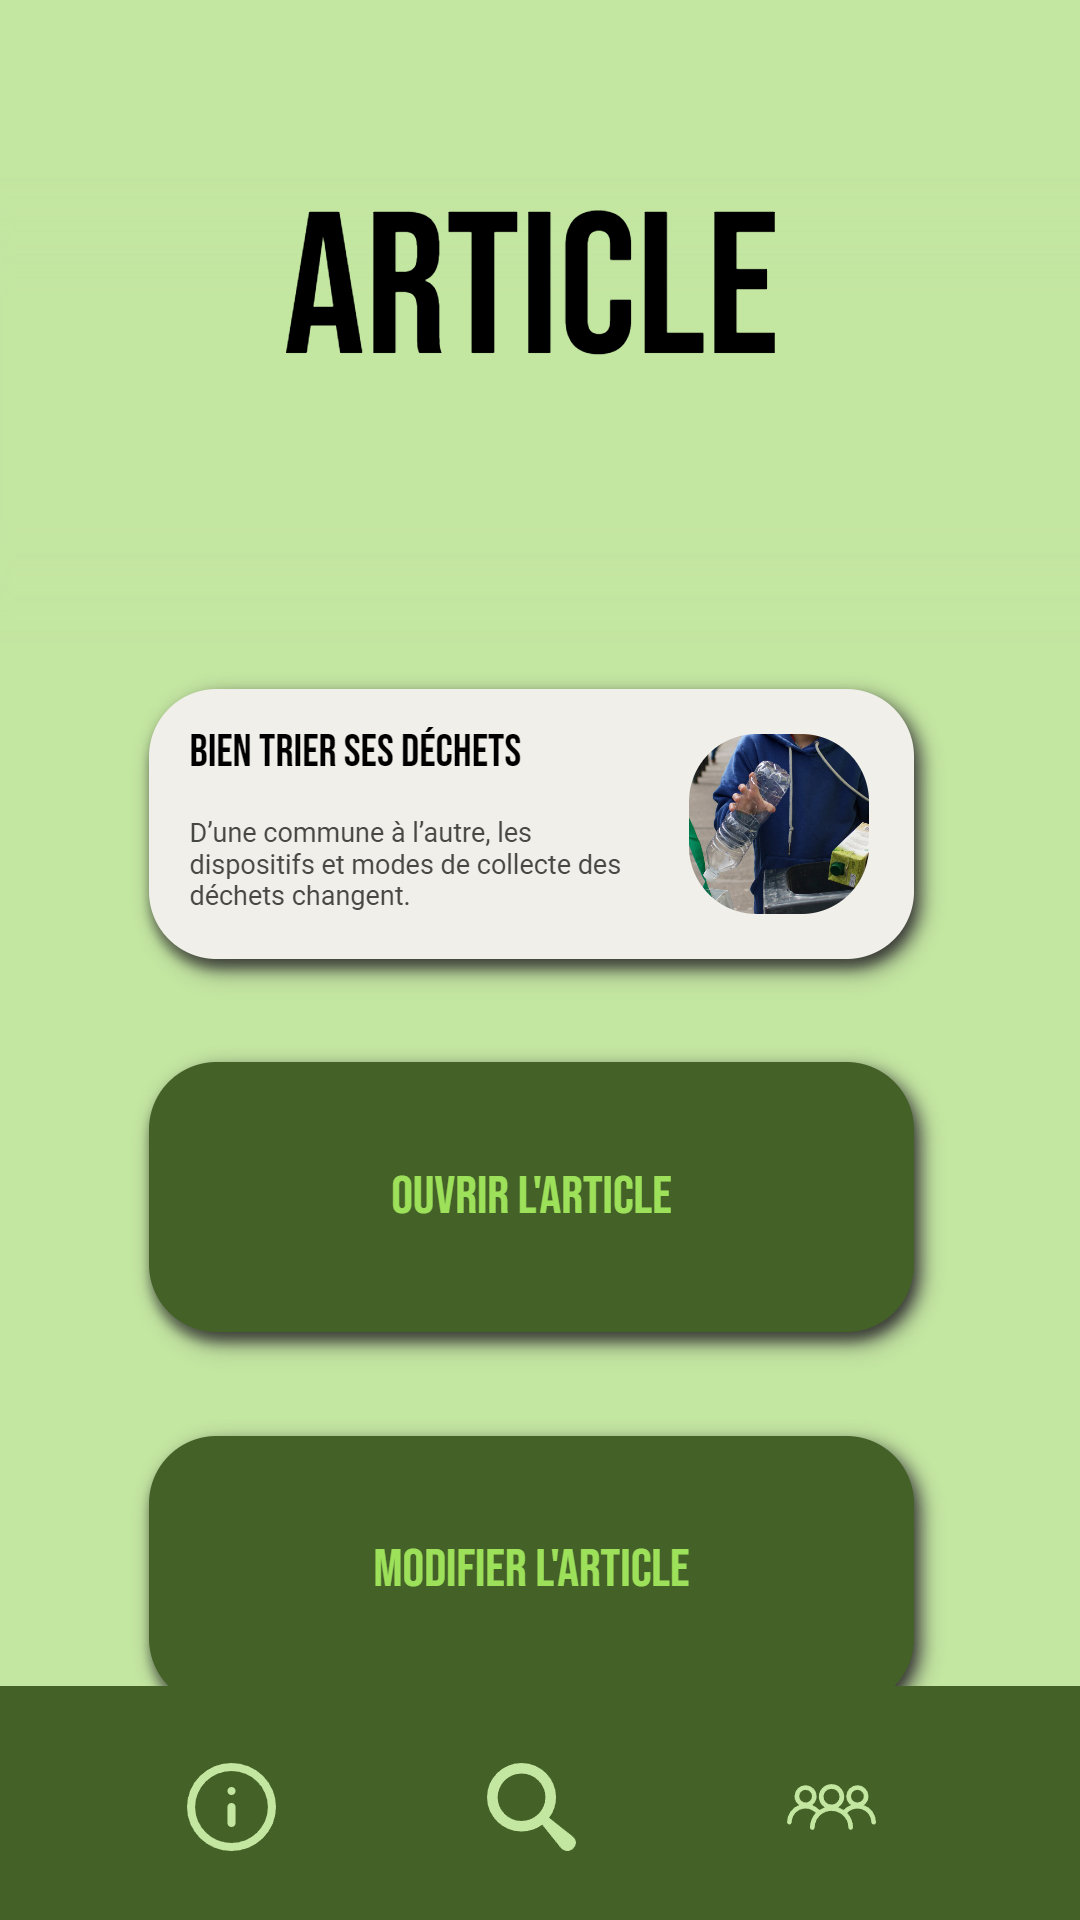 ARTICLE
BIEN TRIER SES DÉCHETS
D’une commune à l’autre, les
dispositifs et modes de collecte des
déchets changent.
OUVRIR L'ARTICLE
MODIFIER L'ARTICLE